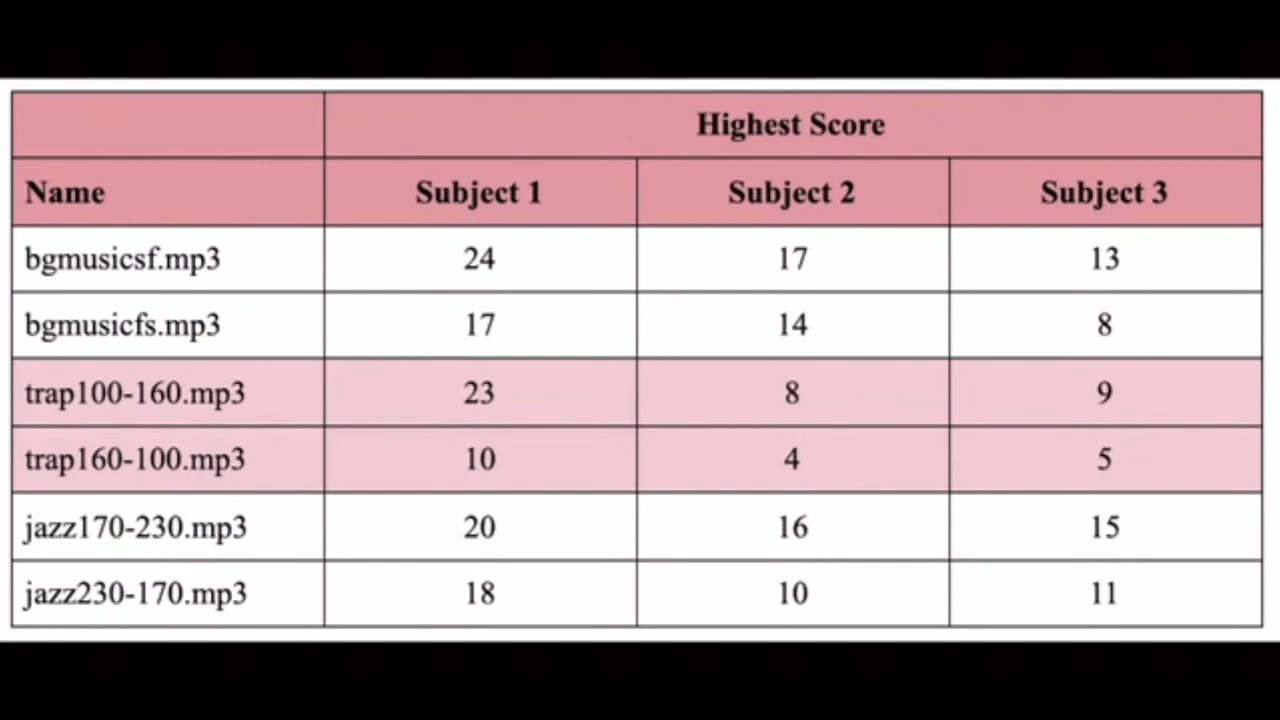 Highest Score
Name Subject 1 Subject 2 Subject 3
bgmusicsf.mp3 24 17 13
bgmusicfs.mp3 17 14 8
trap100-160.mp3 23 8 9
trap160-100.mp3 10 4 5
jazz170-230.mp3 20 16 15
jazz230-170.mp3 18 10 11